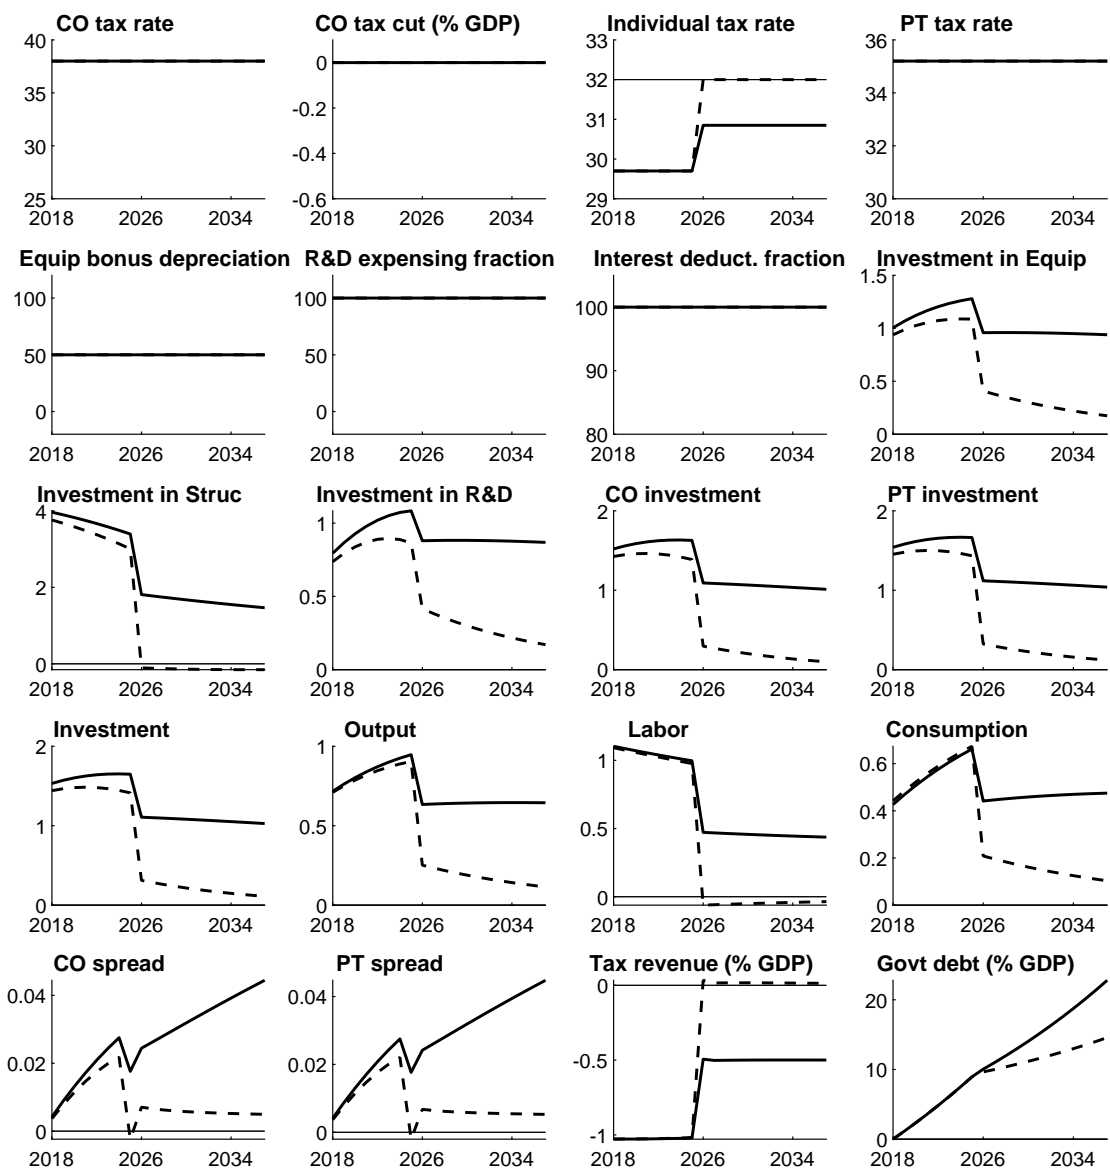 CO tax rate
40
35
30
25
2018 2026 2034
CO tax cut (% GDP)
0
-0.2
-0.4
-0.6
2018 2026 2034
Individual tax rate
33
32
31
30
29
2018 2026 2034
PT tax rate
36
34
32
30
2018 2026 2034
Equip bonus depreciation
100
50
0
2018 2026 2034
R&D expensing fraction
100
50
0
2018 2026 2034
Interest deduct. fraction
100
90
80
2018 2026 2034
Investment in Equip
1.5
1
0.5
0
2018 2026 2034
Investment in Struc
4
2
0
2018 2026 2034
Investment in R&D
1
0.5
0
2018 2026 2034
CO investment
2
1
0
2018 2026 2034
PT investment
2
1
0
2018 2026 2034
Investment
2
1
0
2018 2026 2034
Output
1
0.5
0
2018 2026 2034
Labor
1
0.5
0
2018 2026 2034
Consumption
0.6
0.4
0.2
0
2018 2026 2034
CO spread
0.04
0.02
0
2018 2026 2034
PT spread
0.04
0.02
0
2018 2026 2034
Tax revenue (% GDP)
0
-0.5
-1
2018 2026 2034
Govt debt (% GDP)
20
10
0
2018 2026 2034